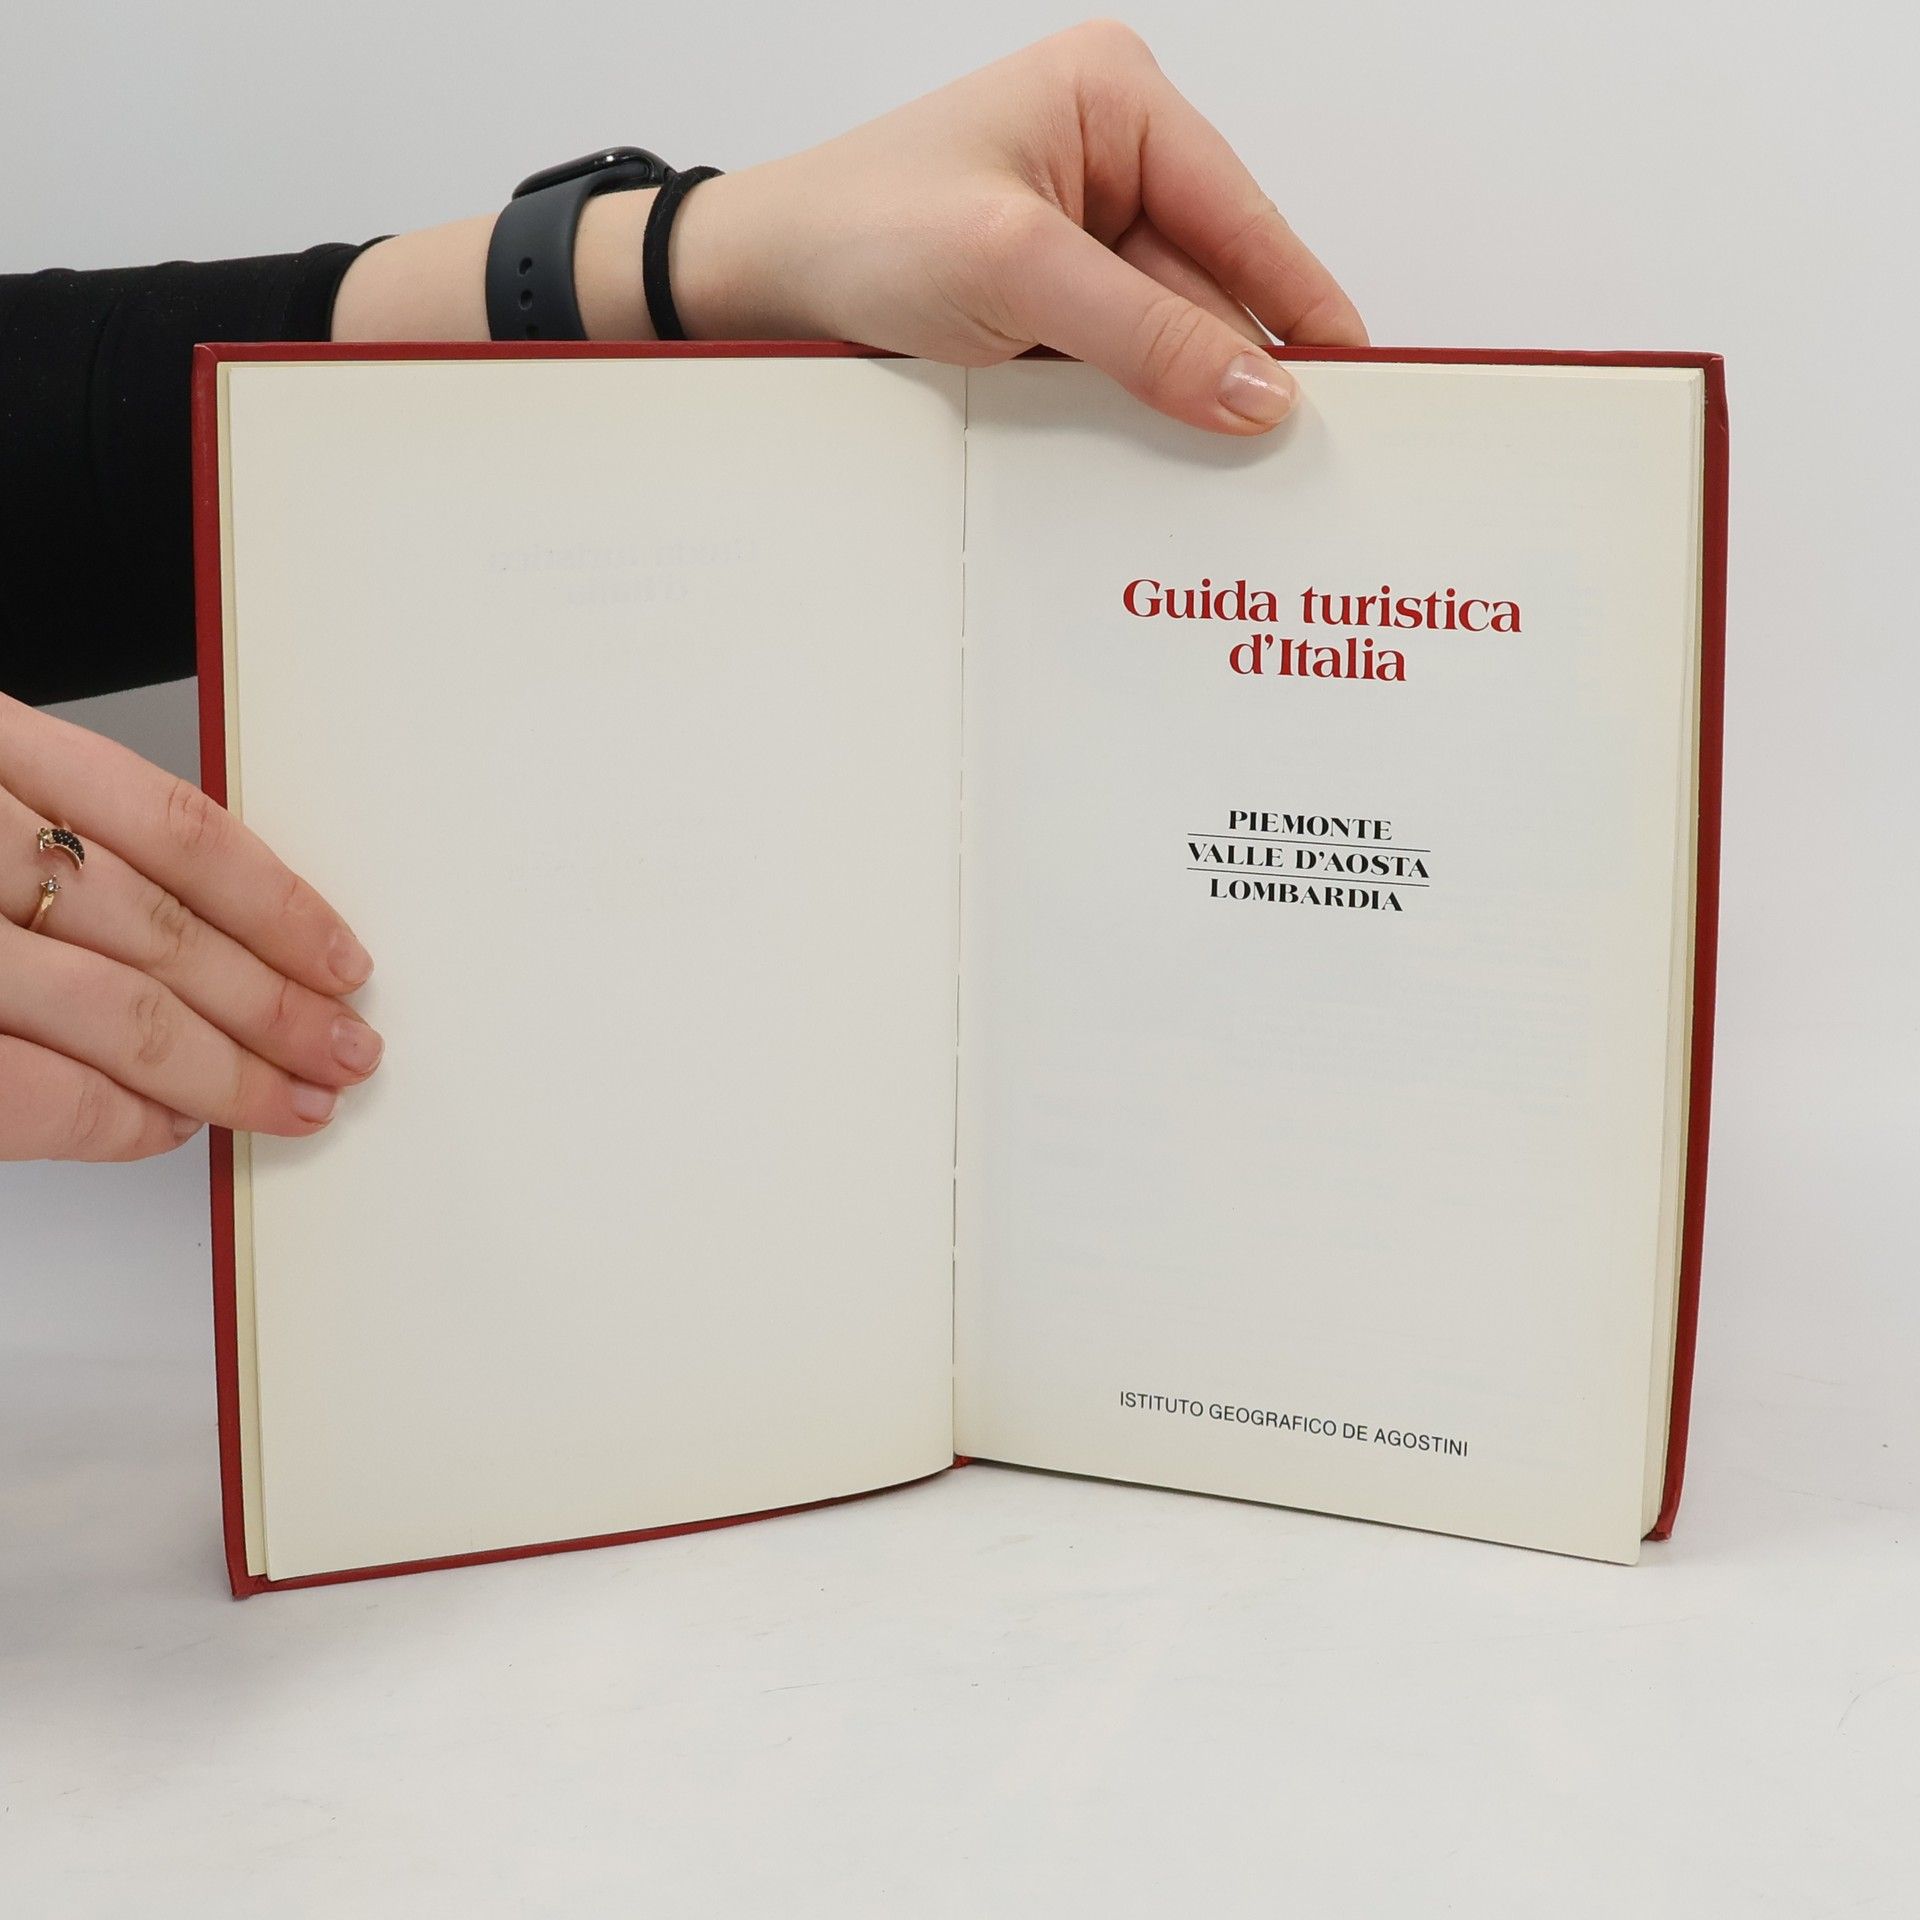 Guida turistica
d'Italia
PIEMONTE
VALLE D'AOSTA
LOMBARDIA
ISTITUTO GEOGRAFICO DE AGOSTINI